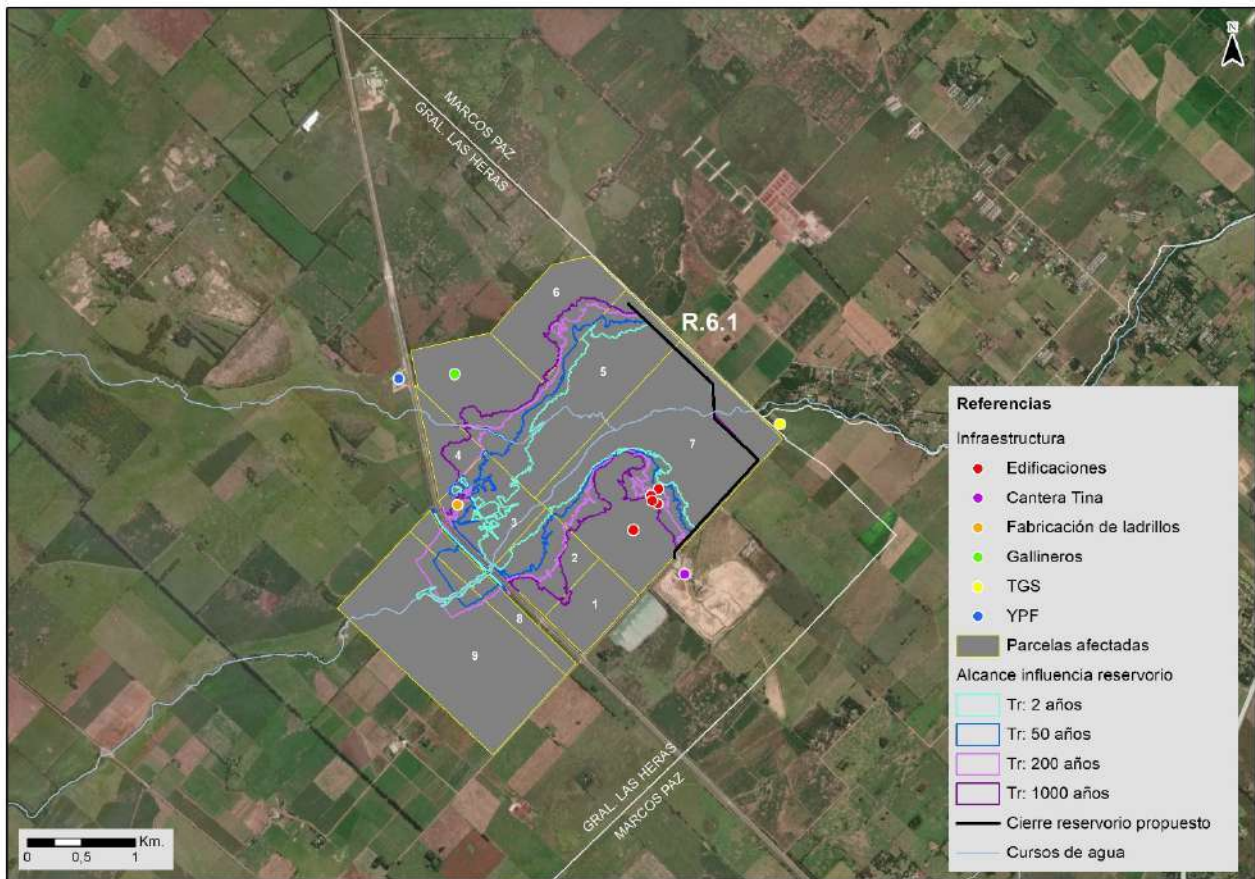 N
MARCOS PAZ
GRAL. LAS HERAS
R.6.1
6
5
7
4
3
2
1
8
9
GRAL. LAS HERAS
MARCOS PAZ
Referencias
Infraestructura
Edificaciones
Cantera Tina
Fabricación de ladrillos
Gallineros
TGS
YPF
Parcelas afectadas
Alcance influencia reservorio
Tr: 2 años
Tr: 50 años
Tr: 200 años
Tr: 1000 años
Cierre reservorio propuesto
Cursos de agua
Km.
0 0,5 1